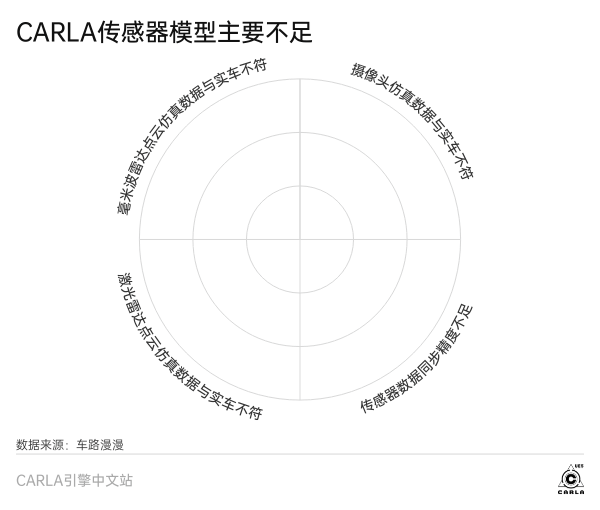 CARLA传感器模型主要不足
毫米波雷达点云仿真数据与实车不符
摄像头仿真数据与实车不符
激光雷达点云仿真数据与实车不符
传感器数据同步精度不足
数据来源：车路漫漫
CARLA引擎中文站
UE5
CARLA